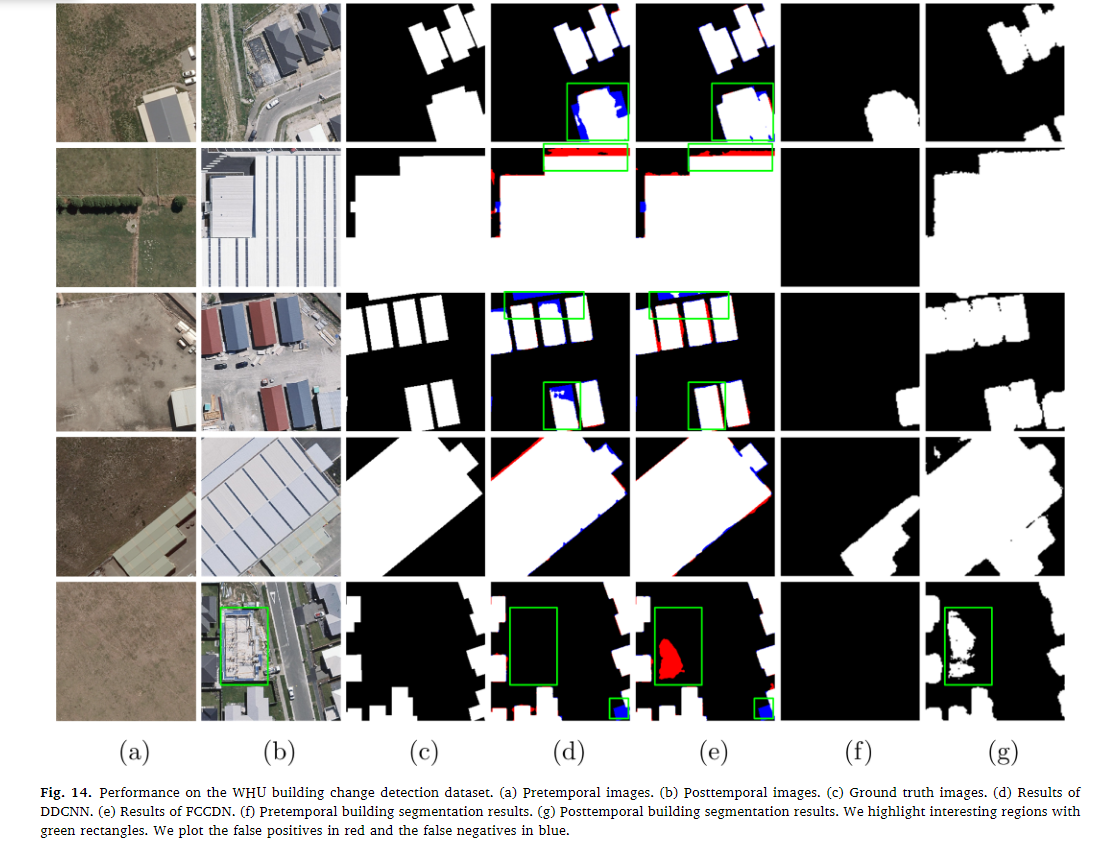 (a) (b) (c) (d) (e) (f) (g)
Fig. 14. Performance on the WHU building change detection dataset. (a) Pretemporal images. (b) Posttemporal images. (c) Ground truth images. (d) Results of
DDCNN. (e) Results of FCCDN. (f) Pretemporal building segmentation results. (g) Posttemporal building segmentation results. We highlight interesting regions with
green rectangles. We plot the false positives in red and the false negatives in blue.